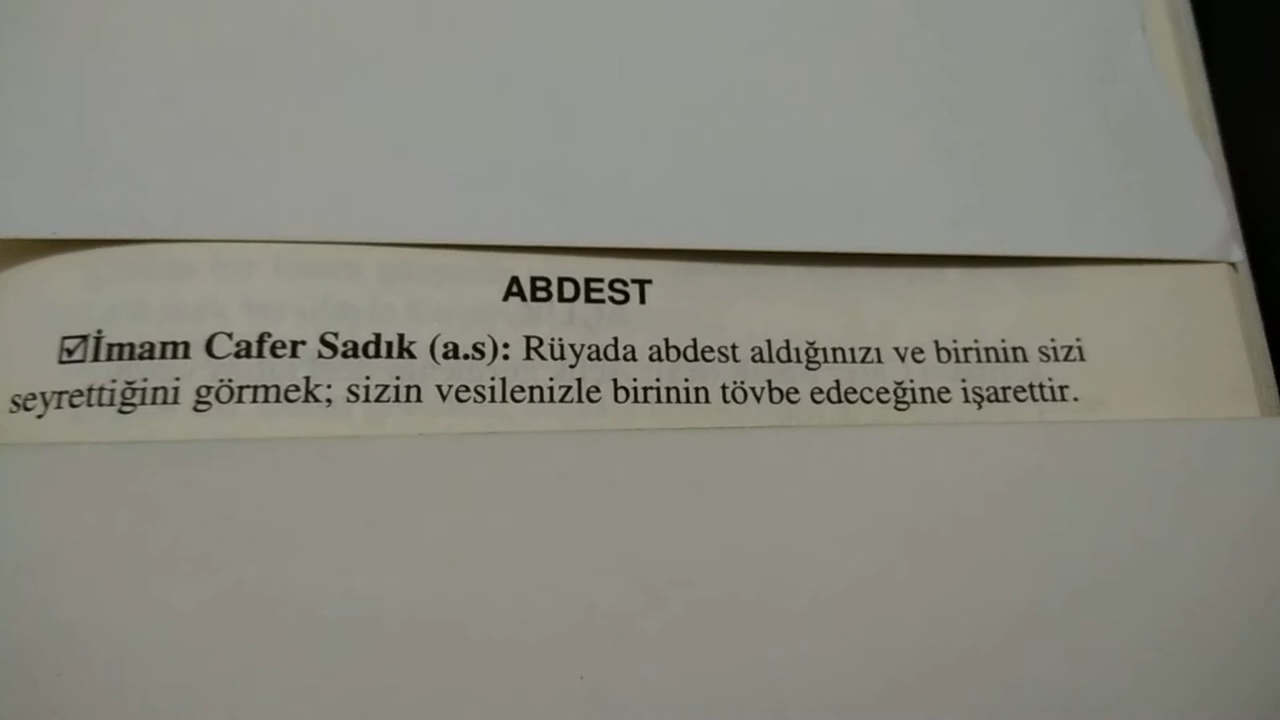 ABDEST
☑İmam Cafer Sadık (a.s): Rüyada abdest aldığınızı ve birinin sizi
seyrettiğini görmek; sizin vesilenizle birinin tövbe edeceğine işarettir.